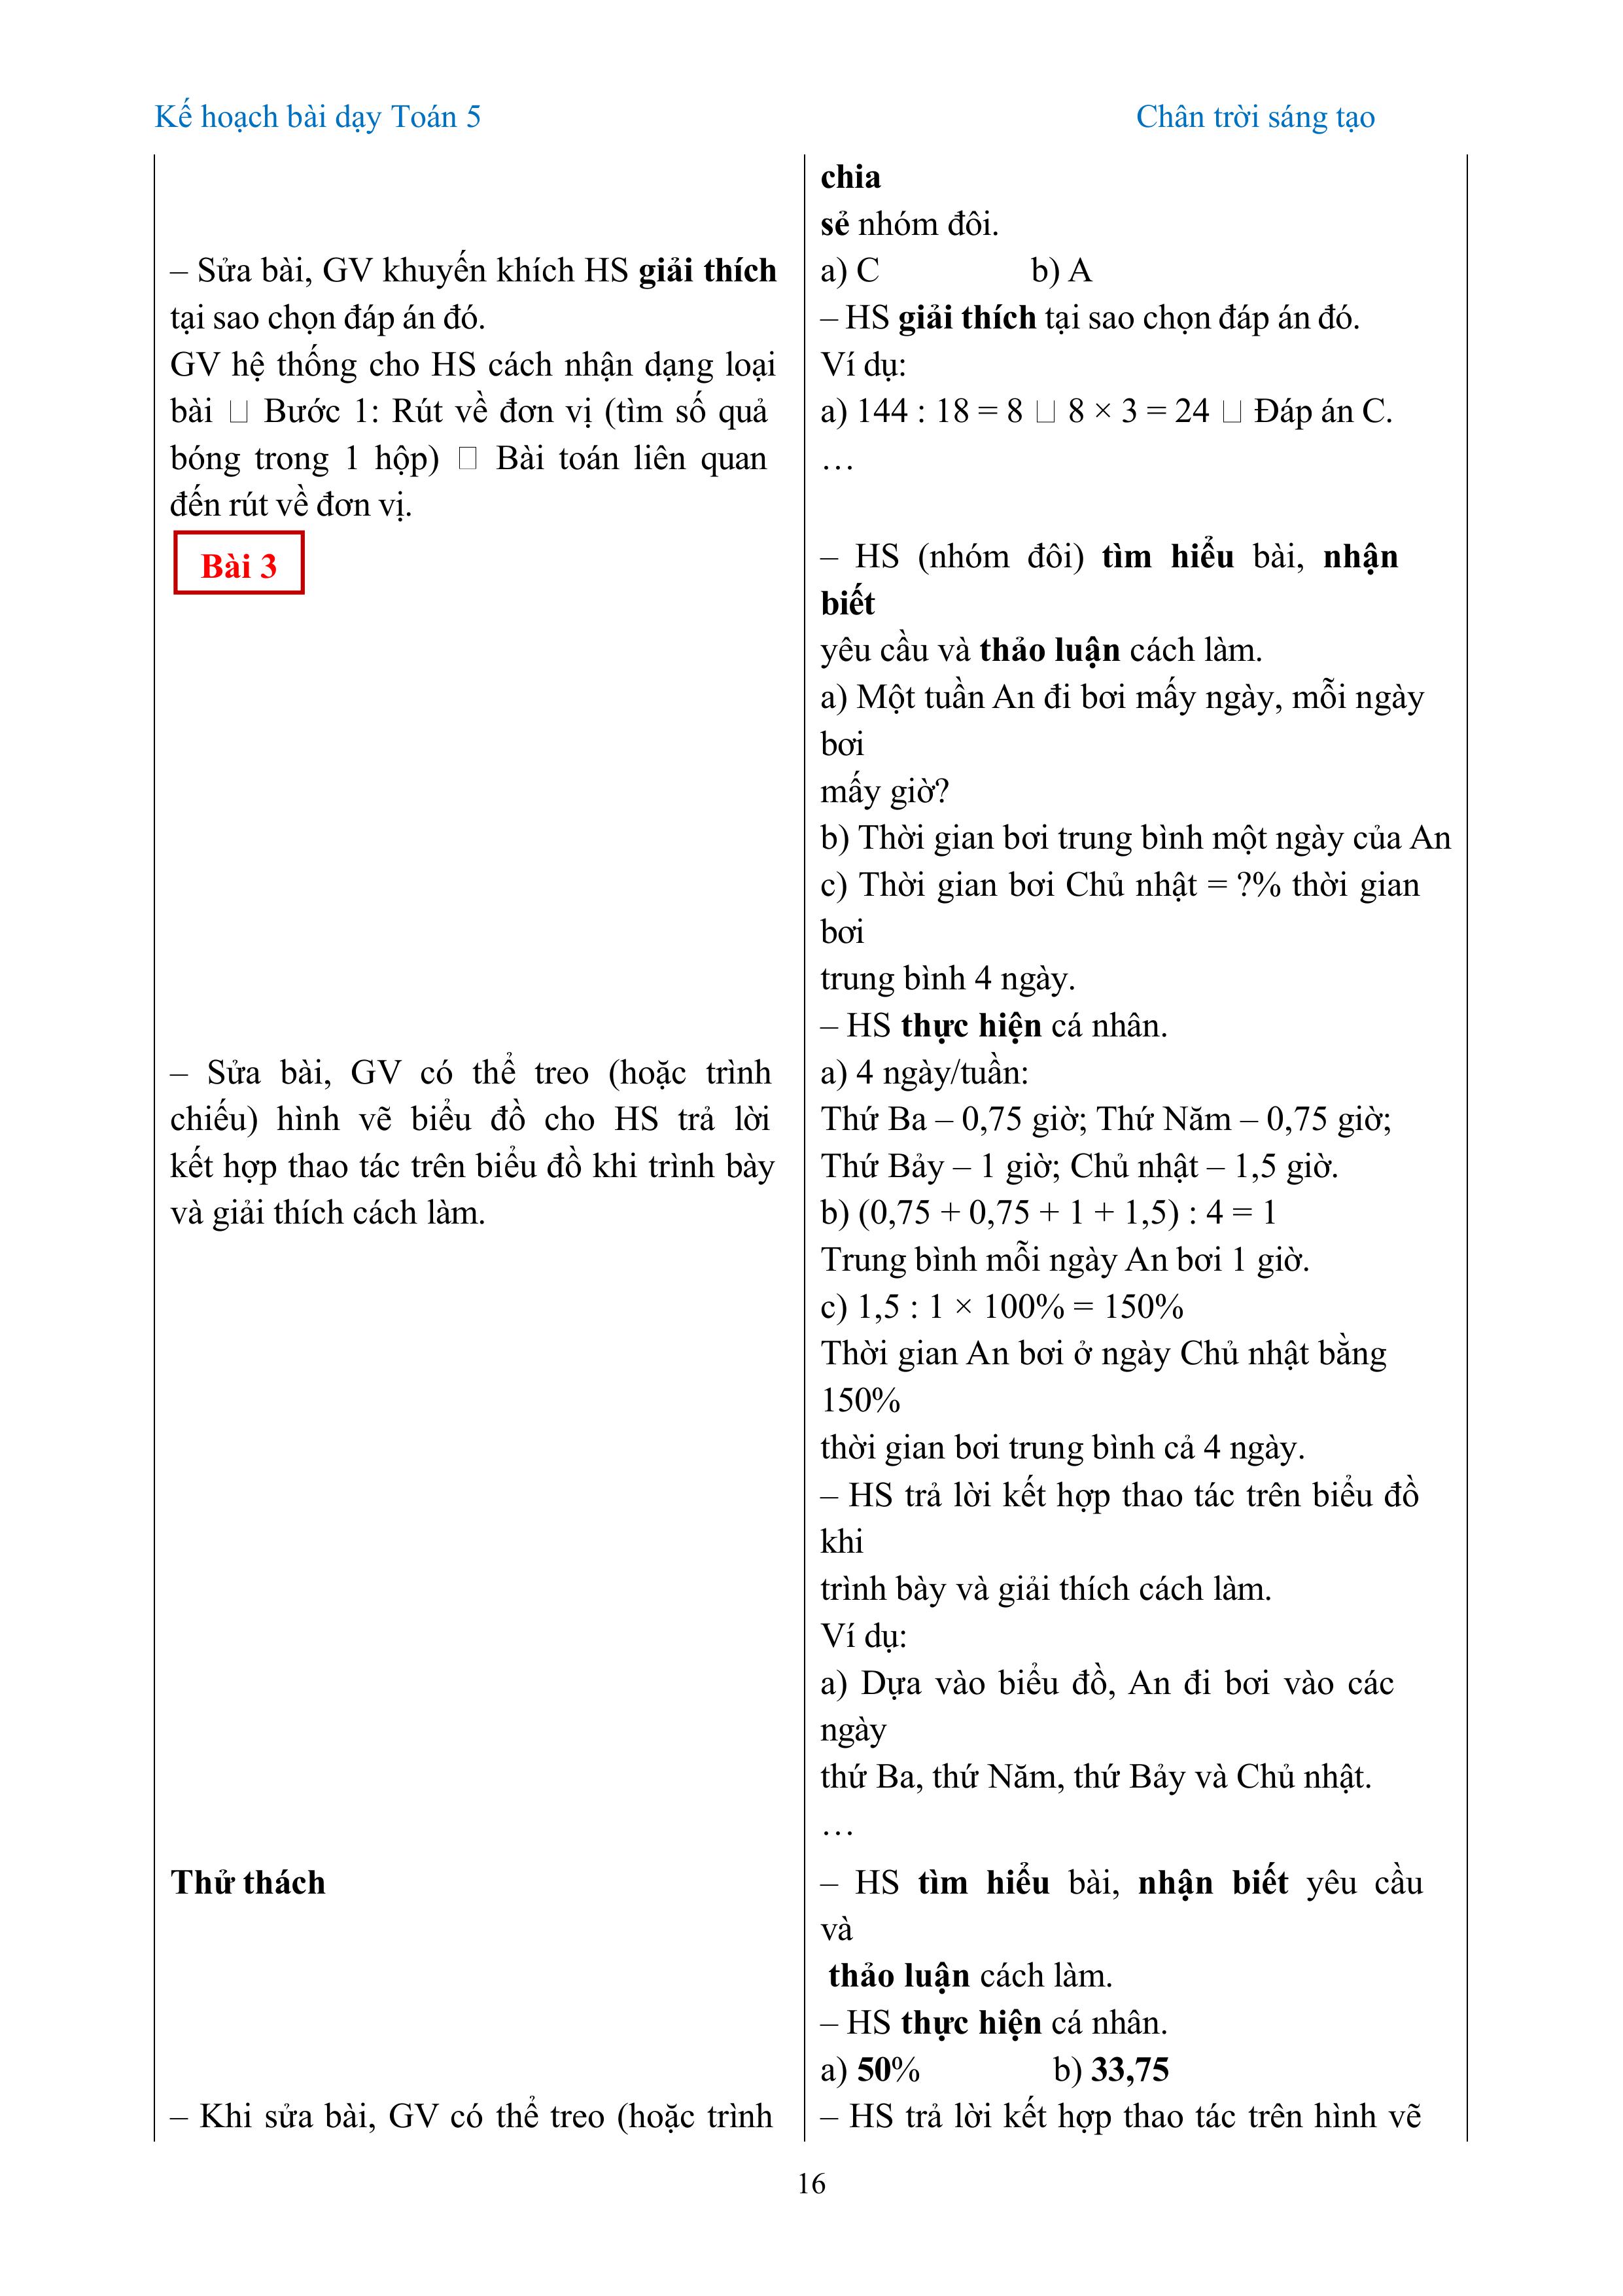 Kế hoạch bài dạy Toán 5
Chân trời sáng tạo
– Sửa bài, GV khuyến khích HS giải thích
tại sao chọn đáp án đó.
GV hệ thống cho HS cách nhận dạng loại
bài □ Bước 1: Rút về đơn vị (tìm số quả
bóng trong 1 hộp) □ Bài toán liên quan
đến rút về đơn vị.
Bài 3
– Sửa bài, GV có thể treo (hoặc trình
chiếu) hình vẽ biểu đồ cho HS trả lời
kết hợp thao tác trên biểu đồ khi trình bày
và giải thích cách làm.
Thử thách
– Khi sửa bài, GV có thể treo (hoặc trình
chia
sẻ nhóm đôi.
a) C b) A
– HS giải thích tại sao chọn đáp án đó.
Ví dụ:
a) 144 : 18 = 8 □ 8 × 3 = 24 □ Đáp án C.
…
– HS (nhóm đôi) tìm hiểu bài, nhận
biết
yêu cầu và thảo luận cách làm.
a) Một tuần An đi bơi mấy ngày, mỗi ngày
bơi
mấy giờ?
b) Thời gian bơi trung bình một ngày của An
c) Thời gian bơi Chủ nhật = ?% thời gian
bơi
trung bình 4 ngày.
– HS thực hiện cá nhân.
a) 4 ngày/tuần:
Thứ Ba – 0,75 giờ; Thứ Năm – 0,75 giờ;
Thứ Bảy – 1 giờ; Chủ nhật – 1,5 giờ.
b) (0,75 + 0,75 + 1 + 1,5) : 4 = 1
Trung bình mỗi ngày An bơi 1 giờ.
c) 1,5 : 1 × 100% = 150%
Thời gian An bơi ở ngày Chủ nhật bằng
150%
thời gian bơi trung bình cả 4 ngày.
– HS trả lời kết hợp thao tác trên biểu đồ
khi
trình bày và giải thích cách làm.
Ví dụ:
a) Dựa vào biểu đồ, An đi bơi vào các
ngày
thứ Ba, thứ Năm, thứ Bảy và Chủ nhật.
…
– HS tìm hiểu bài, nhận biết yêu cầu
và
thảo luận cách làm.
– HS thực hiện cá nhân.
a) 50% b) 33,75
– HS trả lời kết hợp thao tác trên hình vẽ
16